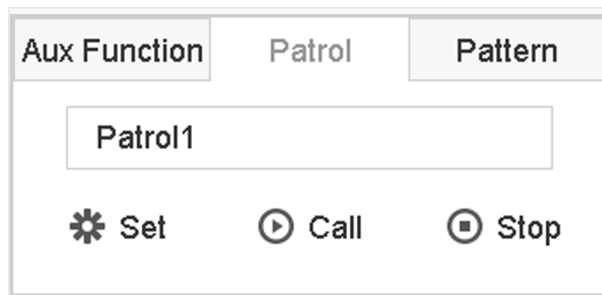 Aux Function Patrol Pattern
Patrol1
Set Call Stop